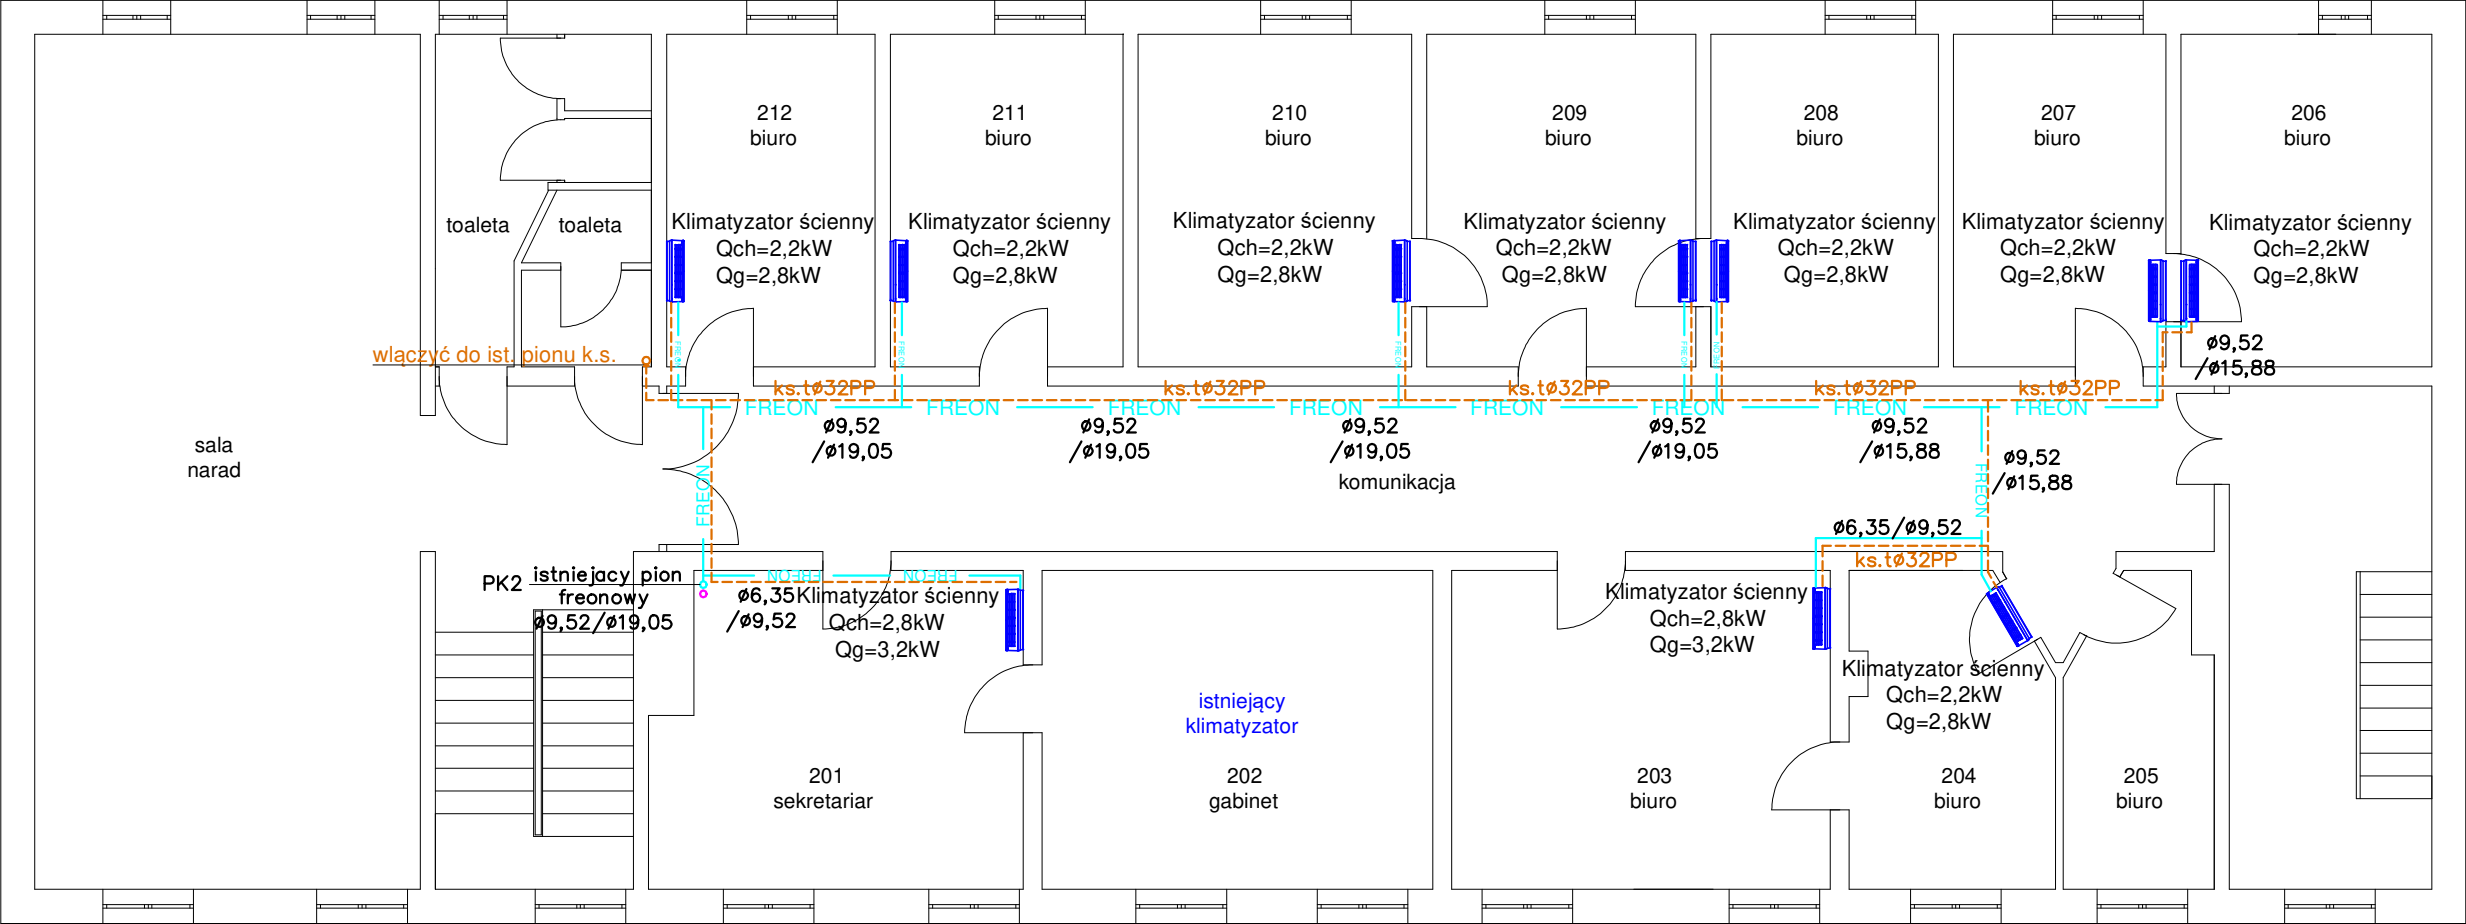 212
biuro
211
biuro
210
biuro
209
biuro
208
biuro
207
biuro
206
biuro
toaleta
toaleta
Klimatyzator ścienny
Qch=2,2kW
Qg=2,8kW
Klimatyzator ścienny
Qch=2,2kW
Qg=2,8kW
Klimatyzator ścienny
Qch=2,2kW
Qg=2,8kW
Klimatyzator ścienny
Qch=2,2kW
Qg=2,8kW
Klimatyzator ścienny
Qch=2,2kW
Qg=2,8kW
Klimatyzator ścienny
Qch=2,2kW
Qg=2,8kW
Klimatyzator ścienny
Qch=2,2kW
Qg=2,8kW
FREON
FREON
FREON
FREON
FREON
ø9,52
/ø15,88
włączyć do ist. pionu k.s.
ks.tø32PP
ks.tø32PP
ks.tø32PP
ks.tø32PP
ks.tø32PP
FREON
FREON
FREON
FREON
FREON
FREON
FREON
FREON
ø9,52
/ø19,05
ø9,52
/ø19,05
ø9,52
/ø19,05
ø9,52
/ø19,05
ø9,52
/ø15,88
ø9,52
/ø15,88
sala
narad
komunikacja
FREON
FREON
ø6,35/ø9,52
ks.tø32PP
PK2
istniejacy pion
freonowy
ø9,52/ø19,05
FREON
FREON
ø6,35
/ø9,52
Klimatyzator ścienny
Qch=2,8kW
Qg=3,2kW
Klimatyzator ścienny
Qch=2,8kW
Qg=3,2kW
Klimatyzator ścienny
Qch=2,2kW
Qg=2,8kW
istniejący
klimatyzator
201
sekretariar
202
gabinet
203
biuro
204
biuro
205
biuro